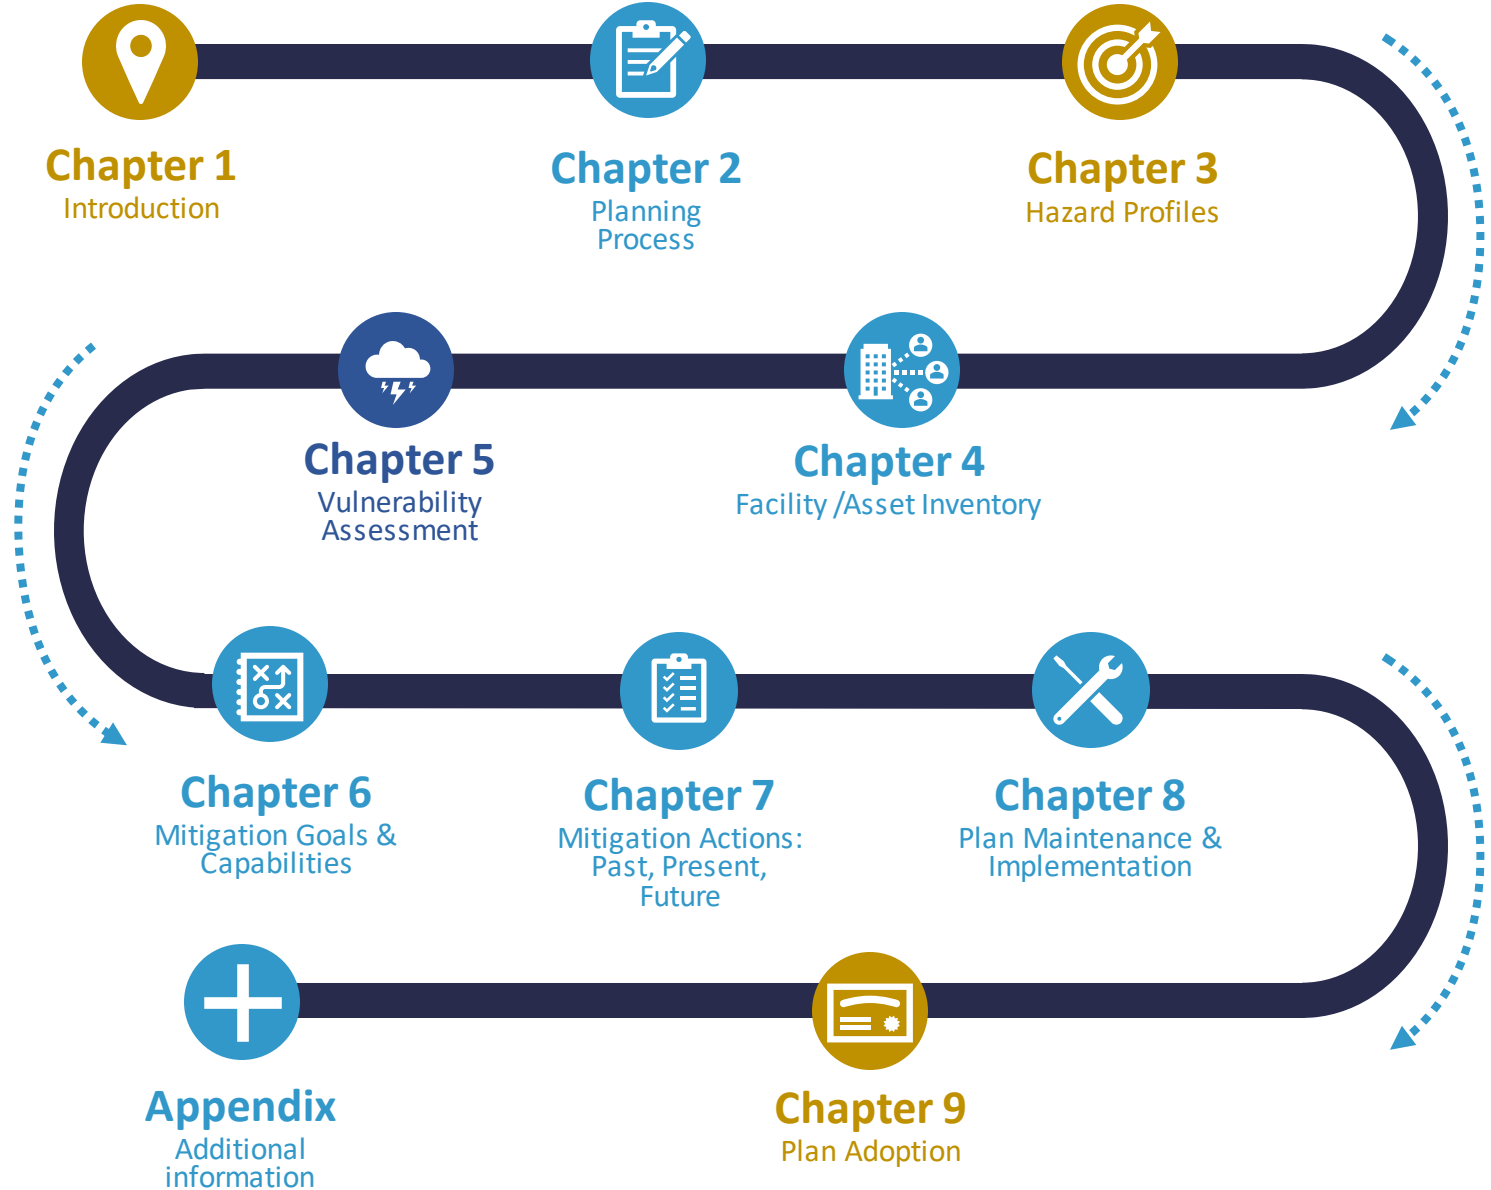 Chapter 1
Introduction
Chapter 2
Planning
Process
Chapter 3
Hazard Profiles
Chapter 4
Facility /Asset Inventory
Chapter 5
Vulnerability
Assessment
Chapter 6
Mitigation Goals &
Capabilities
Chapter 7
Mitigation Actions:
Past, Present,
Future
Chapter 8
Plan Maintenance &
Implementation
Chapter 9
Plan Adoption
Appendix
Additional
information